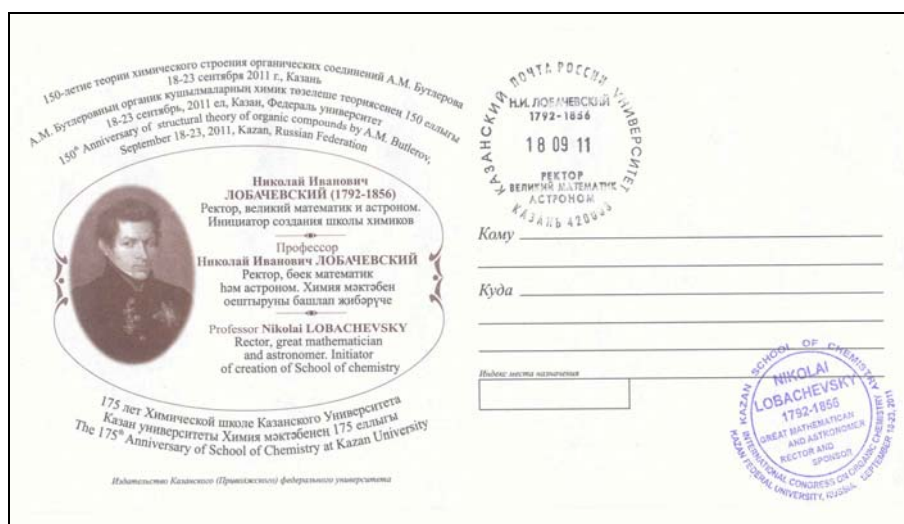 150-летие теории химического строения органических соединений А.М. Бутлерова
18-23 сентября 2011 г., Казань
А.М. Бутлеровның органик кушылмаларның химик төзелеше теориясенең 150 еллыгы
18-23 сентябрь, 2011 ел, Казан, Федераль университет
150th Anniversary of structural theory of organic compounds by A.M. Butlerov,
September 18-23, 2011, Kazan, Russian Federation
Николай Иванович
ЛОБАЧЕВСКИЙ (1792-1856)
Ректор, великий математик и астроном.
Инициатор создания школы химиков
Профессор
Николай Иванович ЛОБАЧЕВСКИЙ
Ректор, бөек математик
һәм астроном. Химия мәктәбен
оештыруны башлап җибәрүче
Professor Nikolai LOBACHEVSKY
Rector, great mathematician
and astronomer. Initiator
of creation of School of chemistry
175 лет Химической школе Казанского Университета
Казан университеты Химия мәктәбенең 175 еллыгы
The 175th Anniversary of School of Chemistry at Kazan University
Издательство Казанского (Приволжского) федерального университета
ПОЧТА РОССИИ
КАЗАНСКИЙ УНИВЕРСИТЕТ
Н.И. ЛОБАЧЕВСКИЙ
1792-1856
18 09 11
РЕКТОР
ВЕЛИКИЙ МАТЕМАТИК
АСТРОНОМ
КАЗАНЬ 420008
Кому
Куда
Индекс места назначения
KAZAN SCHOOL OF CHEMISTRY
INTERNATIONAL CONGRESS ON ORGANIC CHEMISTRY
KAZAN FEDERAL UNIVERSITY, RUSSIA, SEPTEMBER 18-23, 2011
NIKOLAI
LOBACHEVSKY
1792-1856
GREAT MATHEMATICAN
AND ASTRONOMER
RECTOR AND
SPONSOR